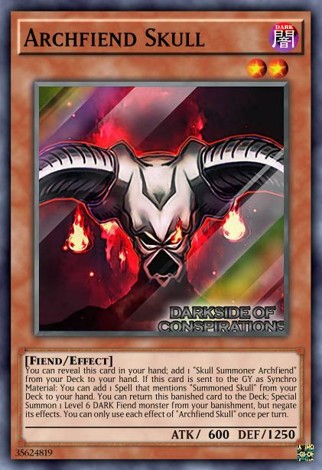 ARCHFIEND SKULL
DARK
闇
DARKSIDE OF
CONSPIRATIONS
[FIEND/EFFECT]
You can reveal this card in your hand; add 1 "Skull Summoner Archfiend"
from your Deck to your hand. If this card is sent to the GY as Synchro
Material: You can add 1 Spell that mentions "Summoned Skull" from your
Deck to your hand. You can return this banished card to the Deck; Special
Summon 1 Level 6 DARK Fiend monster from your banishment, but negate
its effects. You can only use each effect of "Archfiend Skull" once per turn.
ATK/ 600 DEF/1250
35624819